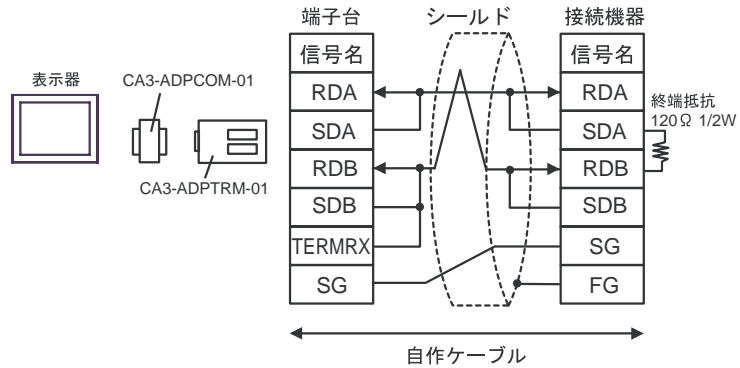 端子台
シールド
接続機器
信号名
信号名
表示器
CA3-ADPCOM-01
CA3-ADPTRM-01
RDA
RDA
SDA
SDA
RDB
RDB
SDB
SDB
TERMRX
SG
SG
FG
終端抵抗
120Ω 1/2W
自作ケーブル